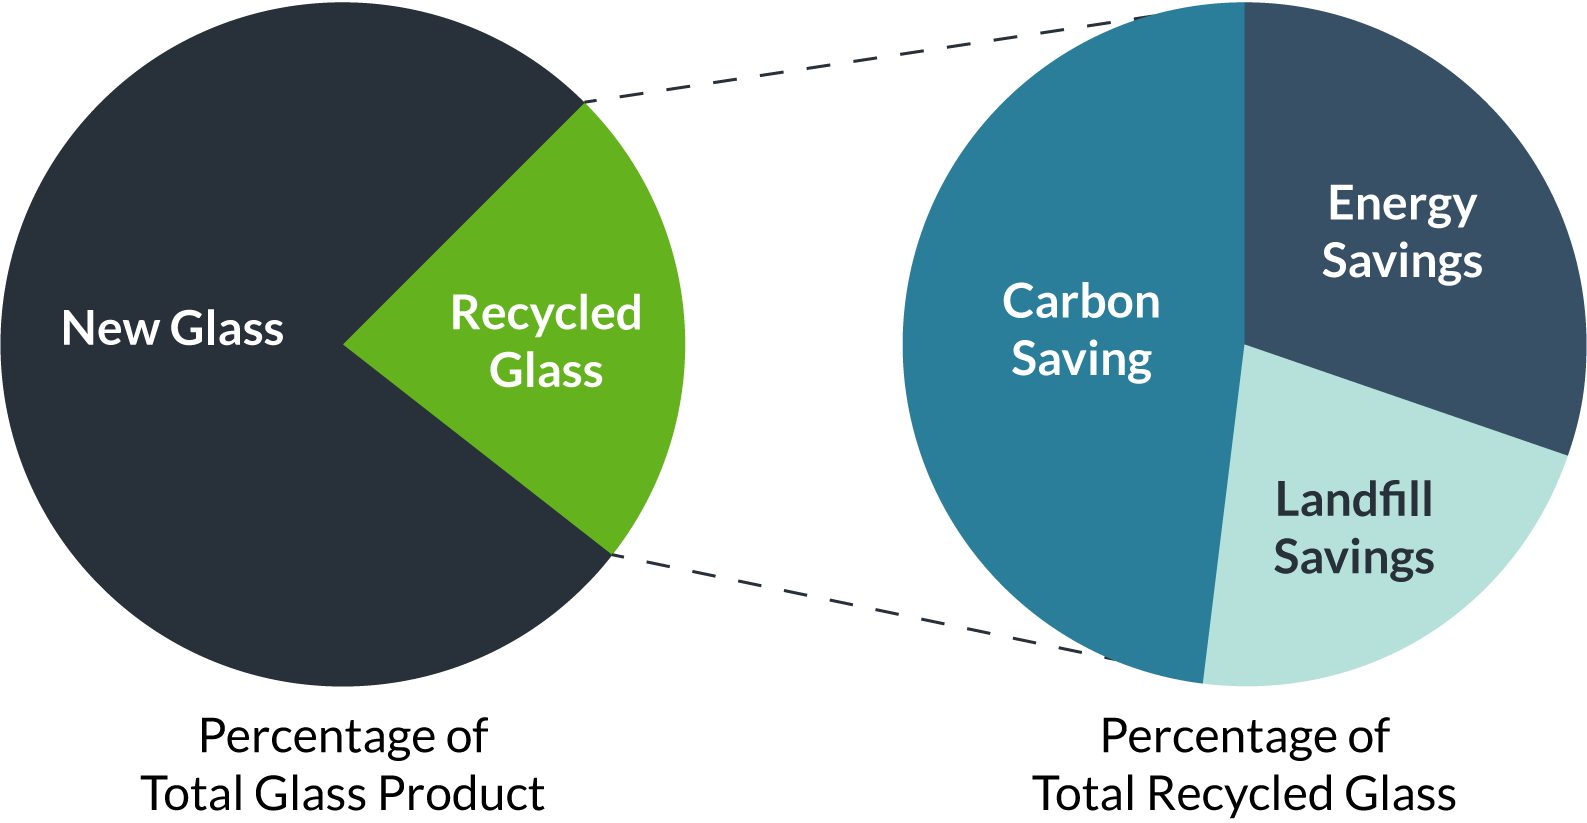 New Glass
Recycled
Glass
Percentage of
Total Glass Product
Carbon
Saving
Energy
Savings
Landfill
Savings
Percentage of
Total Recycled Glass